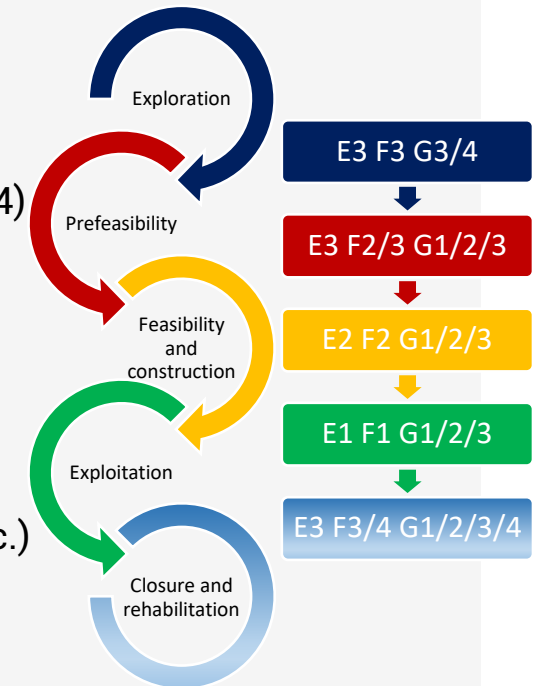 Exploration
E3 F3 G3/4
4)
Prefeasibility
E3 F2/3 G1/2/3
Feasibility
and
construction
E2 F2 G1/2/3
E1 F1 G1/2/3
Exploitation
c.)
E3 F3/4 G1/2/3/4
Closure and
rehabilitation